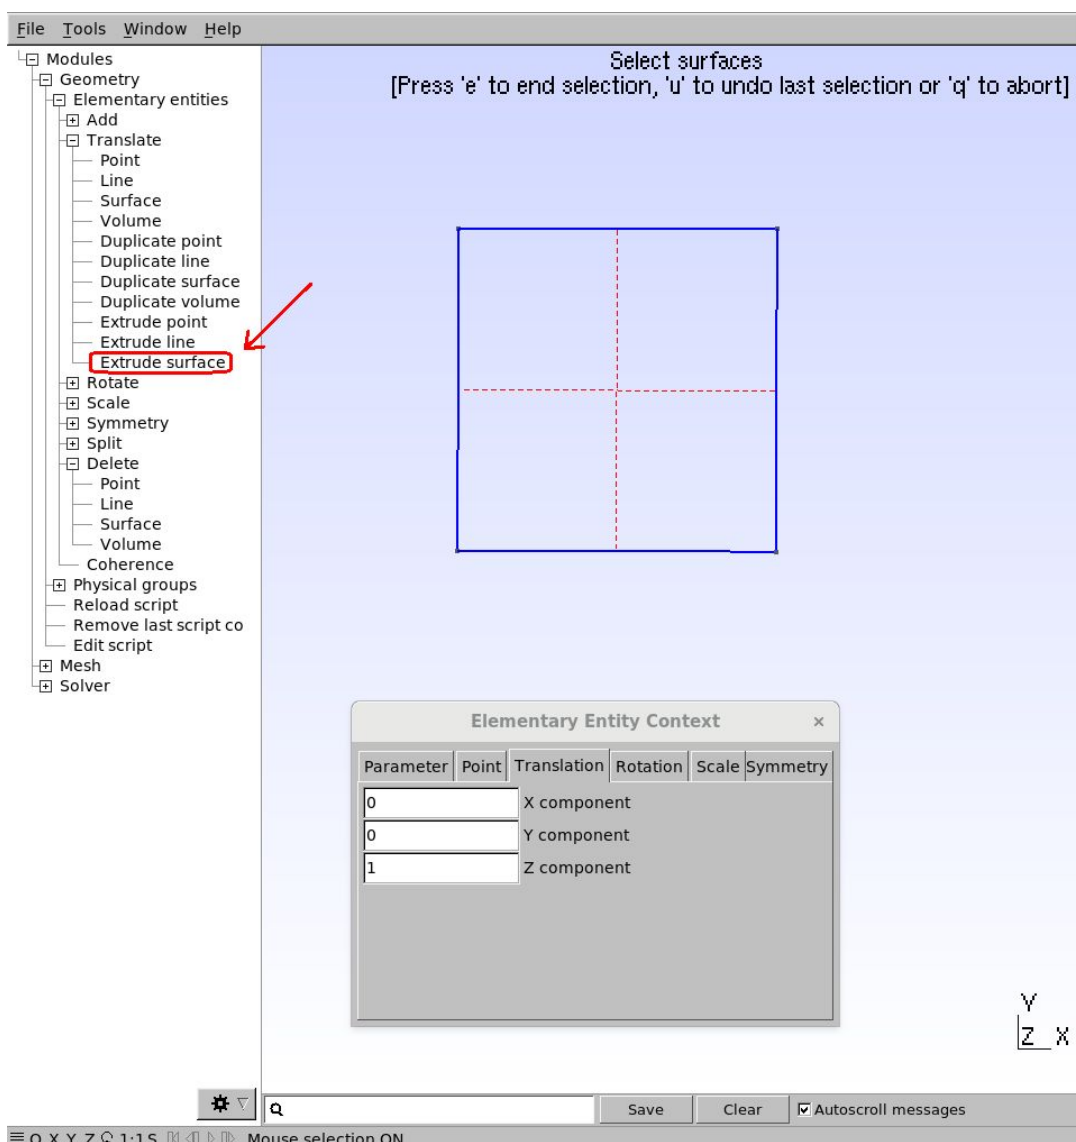 File Tools Window Help
Modules
Geometry
Elementary entities
Add
Translate
Point
Line
Surface
Volume
Duplicate point
Duplicate line
Duplicate surface
Duplicate volume
Extrude point
Extrude line
Extrude surface
Rotate
Scale
Symmetry
Split
Delete
Point
Line
Surface
Volume
Coherence
Physical groups
Reload script
Remove last script co
Edit script
Mesh
Solver
Select surfaces
[Press 'e' to end selection, 'u' to undo last selection or 'q' to abort]
Elementary Entity Context ×
Parameter Point Translation Rotation Scale Symmetry
0 X component
0 Y component
1 Z component
Y
Z X
Save Clear Autoscroll messages
O X Y Z 1:1 S Mouse selection ON